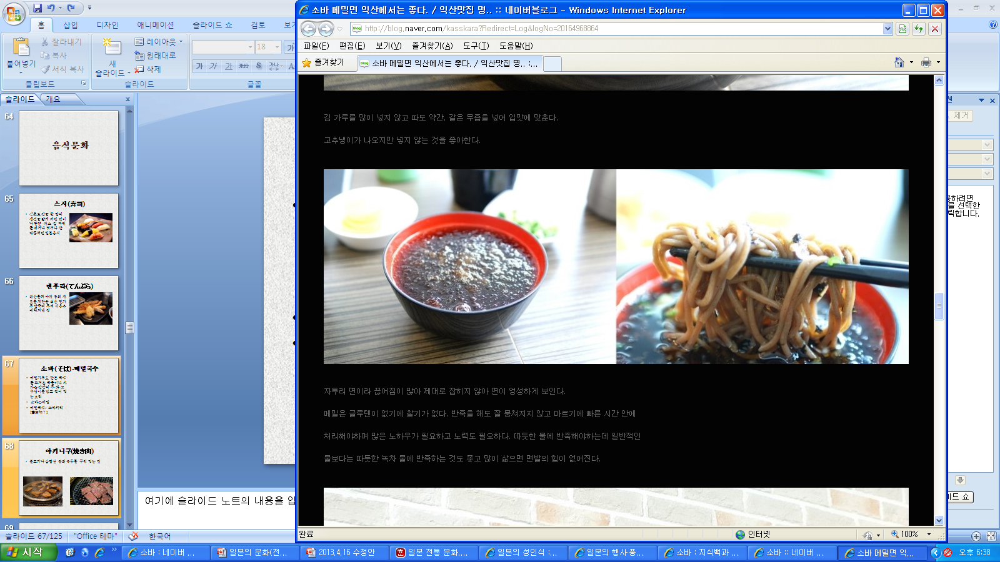 소바 메밀면 익산에서는 좋다. / 익산맛집 명.. :: 네이버블로그 - Windows Internet Explorer
http://blog.naver.com/kasskara?Redirect=Log&logNo=20164968864
파일(F) 편집(E) 보기(V) 즐겨찾기(A) 도구(T) 도움말(H)
즐겨찾기
소바 메밀면 익산에서는 좋다. / 익산맛집 명.. :...
홈 삽입 디자인 애니메이션 슬라이드 쇼 검토 보기
붙여넣기
잘라내기
복사
서식 복사
클립보드
새
슬라이드
레이아웃
원래대로
삭제
슬라이드
18
가 가 가
글꼴
슬라이드 개요
64
음식문화
65
스시(寿司)
66
덴푸라(てんぷら)
67
소바(そば)-메밀국수
68
야키니쿠(焼き肉)
69
김 가루를 많이 넣지 않고 파도 약간, 갈은 무즙을 넣어 입맛에 맞춘다.
고추냉이가 나오지만 넣지 않는 것을 좋아한다.
자투리 면이라 끊어짐이 많아 제대로 잡히지 않아 면이 엉성하게 보인다.
메밀은 글루텐이 없기에 찰기가 없다. 반죽을 해도 잘 뭉쳐지지 않고 마르기에 빠른 시간 안에
처리해야하며 많은 노하우가 필요하고 노력도 필요하다. 따듯한 물에 반죽해야하는데 일반적인
물보다는 따듯한 녹차 물에 반죽하는 것도 좋고 많이 삶으면 면발의 힘이 없어진다.
제거
용하려면
를 선택한
릭합니다.
이드 쇼
여기에 슬라이드 노트의 내용을 입
슬라이드 67/125 "Office 테마" 한국어
완료 인터넷 100%
시작
소바 : 네이버 ...
일본의 문화(전...
2013.4.16 수정안
일본 전통 문화....
일본의 성인식 :...
일본의 행사·풍...
소바 : 지식백과 ...
소바 :: 네이버 ...
소바 메밀면 익...
오후 6:38